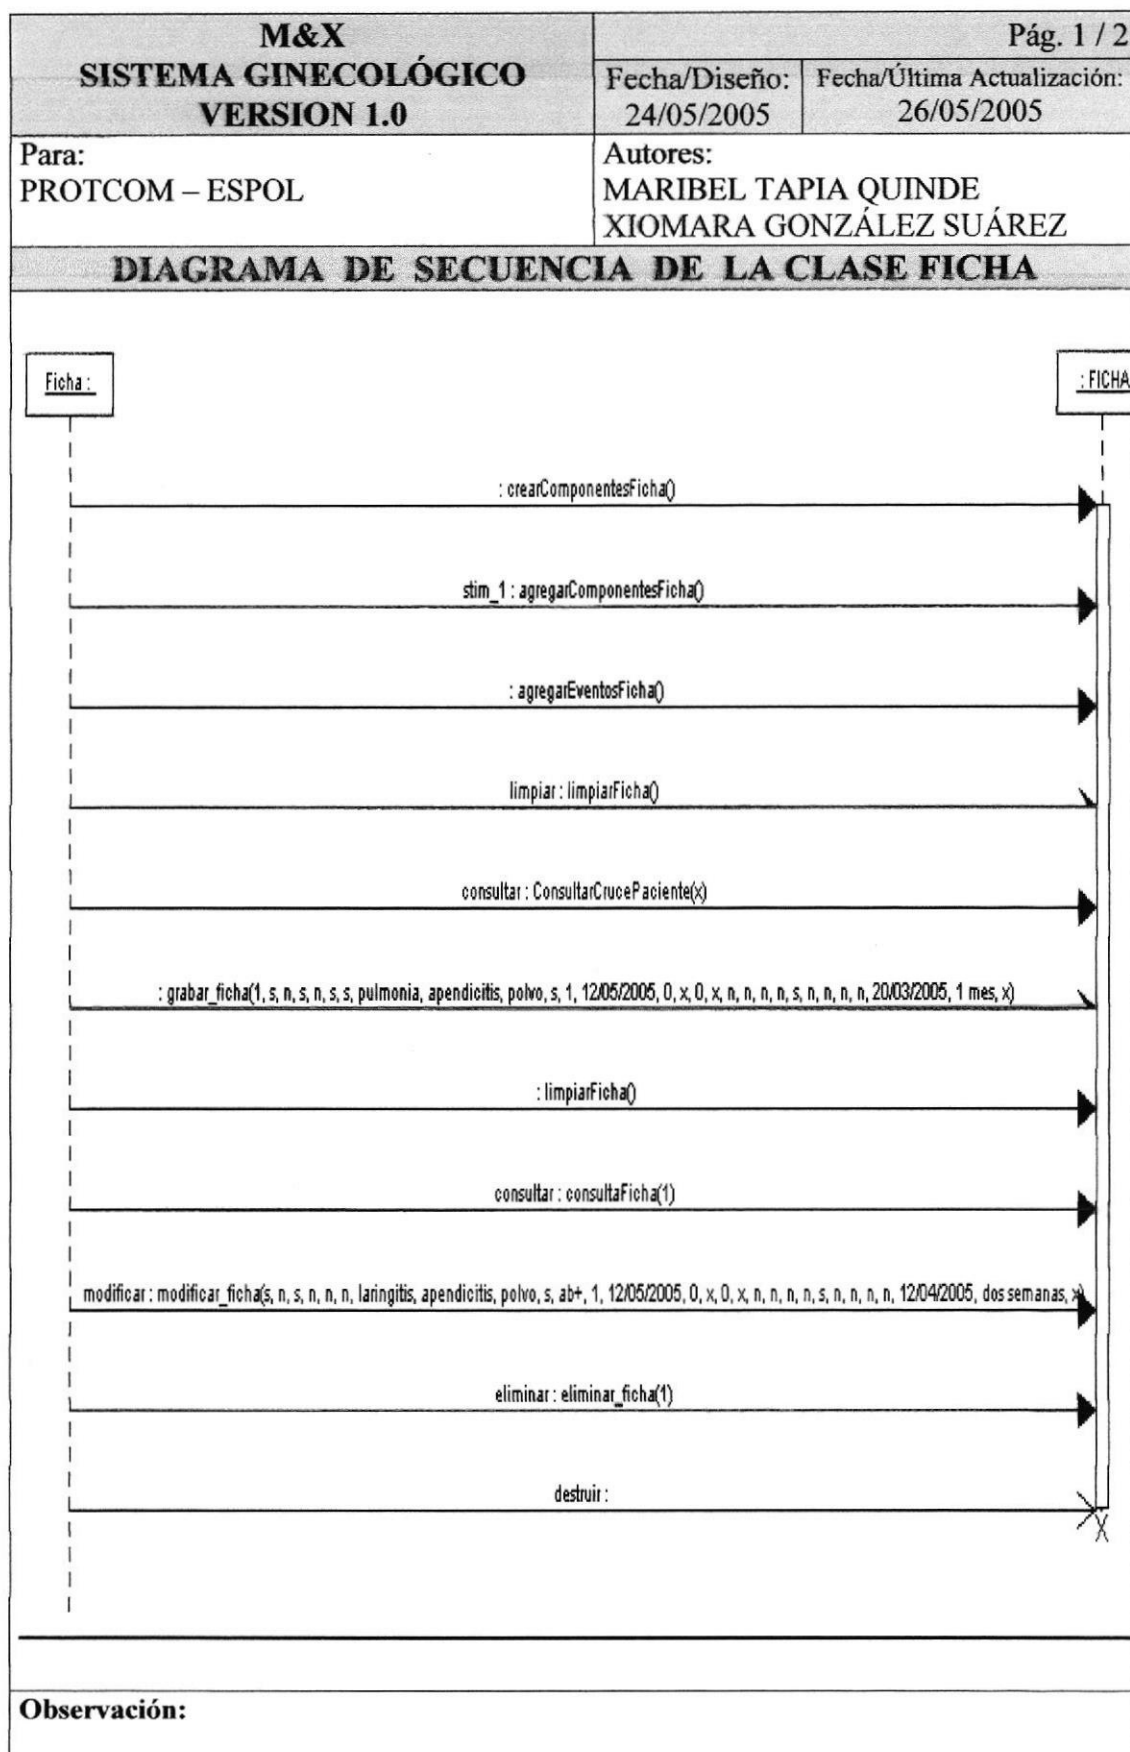 M&X
SISTEMA GINECOLÓGICO
VERSION 1.0
Pág. 1 / 2
Fecha/Diseño:
24/05/2005
Fecha/Última Actualización:
26/05/2005
Para:
PROTCOM – ESPOL
Autores:
MARIBEL TAPIA QUINDE
XIOMARA GONZÁLEZ SUÁREZ
DIAGRAMA DE SECUENCIA DE LA CLASE FICHA
Ficha :
: FICHA
: crearComponentesFicha()
stim_1 : agregarComponentesFicha()
: agregarEventosFicha()
limpiar : limpiarFicha()
consultar : ConsultarCrucePaciente(x)
: grabar_ficha(1, s, n, s, n, s, s, pulmonia, apendicitis, polvo, s, 1, 12/05/2005, 0, x, 0, x, n, n, n, n, s, n, n, n, n, 20/03/2005, 1 mes, x)
: limpiarFicha()
consultar : consultaFicha(1)
modificar : modificar_ficha(s, n, s, n, n, n, laringitis, apendicitis, polvo, s, ab+, 1, 12/05/2005, 0, x, 0, x, n, n, n, n, s, n, n, n, n, 12/04/2005, dos semanas, x)
eliminar : eliminar_ficha(1)
destruir :
Observación: